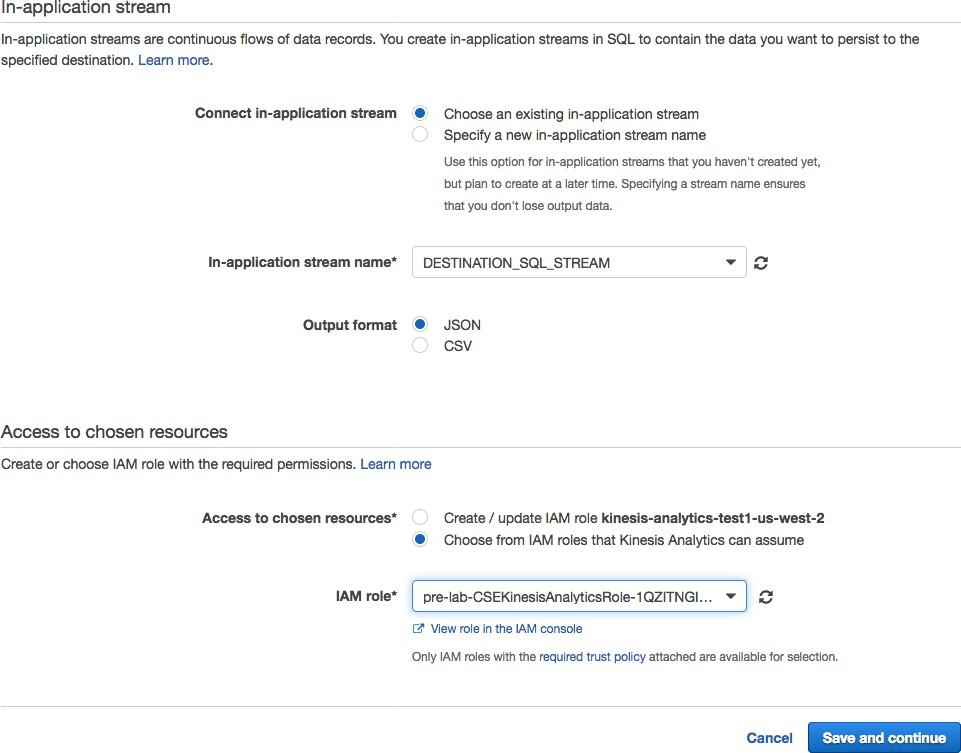 In-application stream
In-application streams are continuous flows of data records. You create in-application streams in SQL to contain the data you want to persist to the
specified destination. Learn more.
Connect in-application stream
Choose an existing in-application stream
Specify a new in-application stream name
Use this option for in-application streams that you haven't created yet,
but plan to create at a later time. Specifying a stream name ensures
that you don't lose output data.
In-application stream name*
DESTINATION_SQL_STREAM
Output format
JSON
CSV
Access to chosen resources
Create or choose IAM role with the required permissions. Learn more
Access to chosen resources*
Create / update IAM role kinesis-analytics-test1-us-west-2
Choose from IAM roles that Kinesis Analytics can assume
IAM role*
pre-lab-CSEKinesisAnalyticsRole-1QZITNGI...
View role in the IAM console
Only IAM roles with the required trust policy attached are available for selection.
Cancel
Save and continue